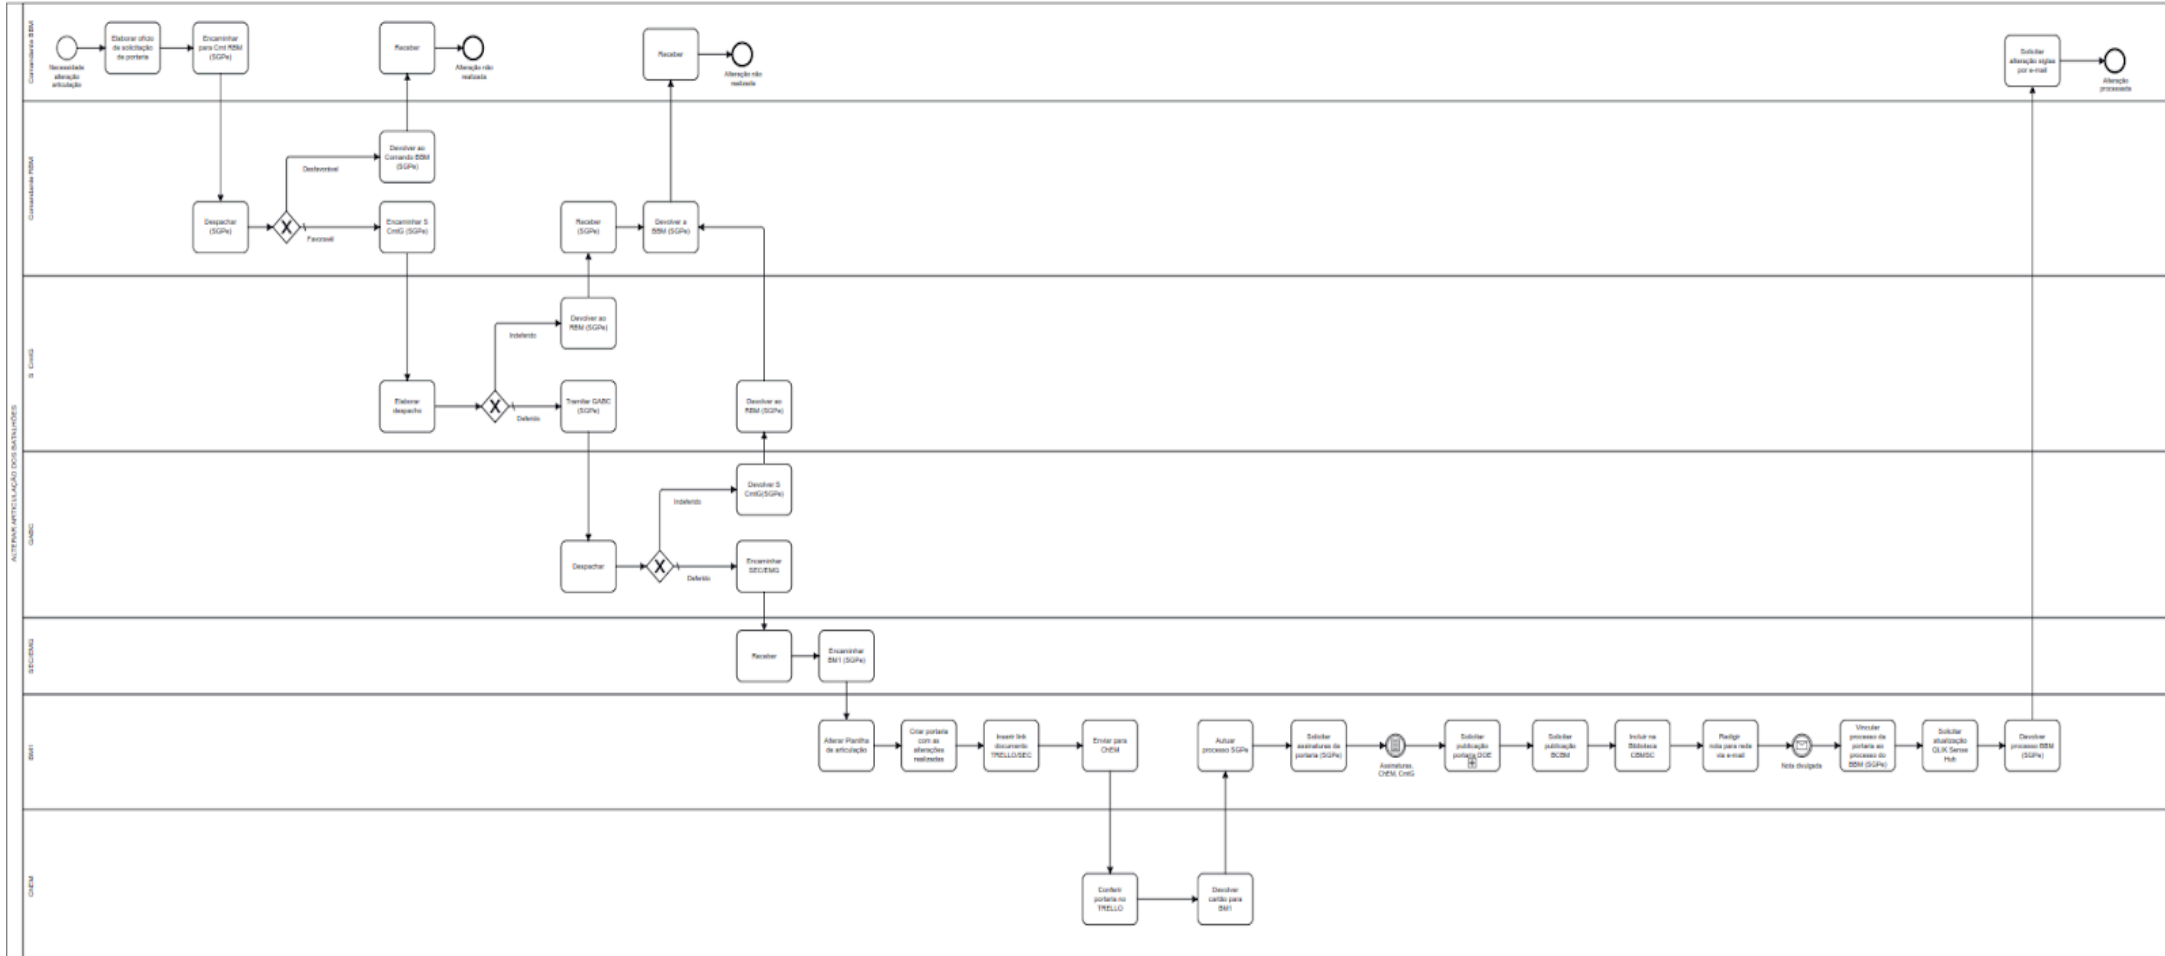 ALTERAR ARTICULAÇÃO DOS BATALHÕES
Comandante BBM
Necessidade
alteração
articulação
Elaborar ofício
de solicitação
de portaria
Encaminhar
para Cmt RBM
(SGPe)
Receber
Alteração não
realizada
Receber
Alteração não
realizada
Solicitar
alteração siglas
por e-mail
Alteração
processada
Comandante RBM
Despachar
(SGPe)
Desfavorável
Devolver ao
Comando BBM
(SGPe)
Favoravél
Encaminhar S
CmtG (SGPe)
Receber
(SGPe)
Devolver a
BBM (SGPe)
S CmtG
Elaborar
despacho
Indeferido
Devolver ao
RBM (SGPe)
Deferido
Tramitar GABC
(SGPe)
Devolver ao
RBM (SGPe)
GABC
Despachar
Indeferido
Devolver S
CmtG(SGPe)
Deferido
Encaminhar
SEC/EMG
SEC/EMG
Receber
Encaminhar
BM1 (SGPe)
BM1
Alterar Planilha
de articulação
Criar portaria
com as
alterações
realizadas
Inserir link
documento
TRELLO/SEC
Enviar para
ChEM
Autuar
processo SGPe
Solicitar
assinaturas da
portaria (SGPe)
Assinaturas,
ChEM, CmtG
Solicitar
publicação
portaria DOE
Solicitar
publicação
BCBM
Incluir na
Biblioteca
CBMSC
Redigir
nota para rede
via e-mail
Nota divulgada
Vincular
processo da
portaria ao
processo do
BBM (SGPe)
Solicitar
atualização
QLIK Sense
Hub
Devolver
processo BBM
(SGPe)
ChEM
Conferir
portaria no
TRELLO
Devolver
cartão para
BM1